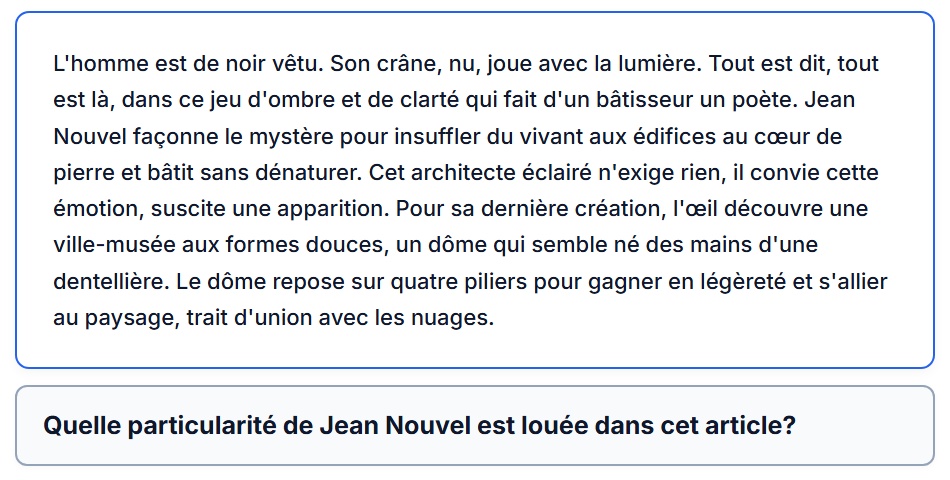 L'homme est de noir vêtu. Son crâne, nu, joue avec la lumière. Tout est dit, tout
est là, dans ce jeu d'ombre et de clarté qui fait d'un bâtisseur un poète. Jean
Nouvel façonne le mystère pour insuffler du vivant aux édifices au cœur de
pierre et bâtit sans dénaturer. Cet architecte éclairé n'exige rien, il convie cette
émotion, suscite une apparition. Pour sa dernière création, l'œil découvre une
ville-musée aux formes douces, un dôme qui semble né des mains d'une
dentellière. Le dôme repose sur quatre piliers pour gagner en légèreté et s'allier
au paysage, trait d'union avec les nuages.
Quelle particularité de Jean Nouvel est louée dans cet article?